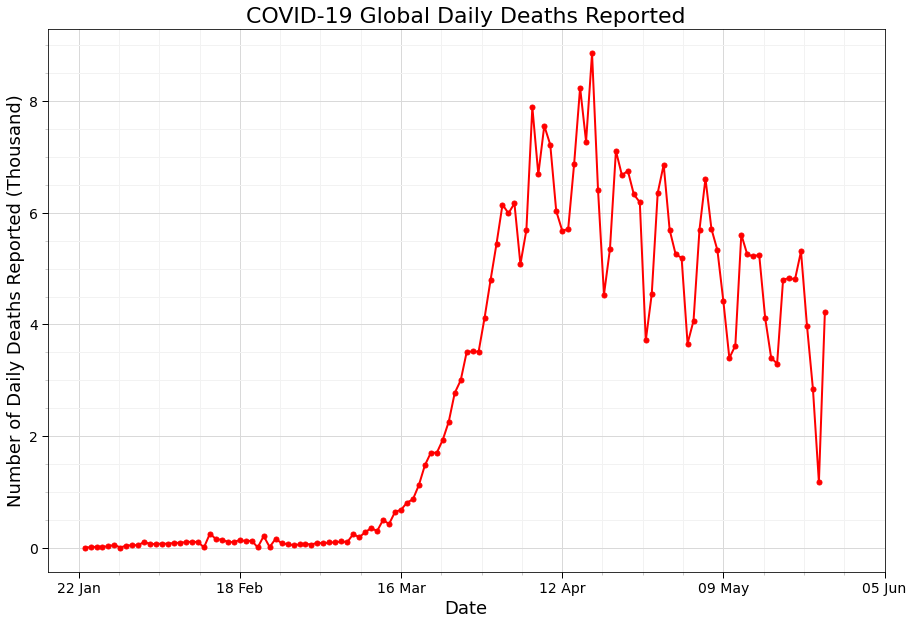 COVID-19 Global Daily Deaths Reported
Number of Daily Deaths Reported (Thousand)
8
6
4
2
0
22 Jan 18 Feb 16 Mar 12 Apr 09 May 05 Jun
Date